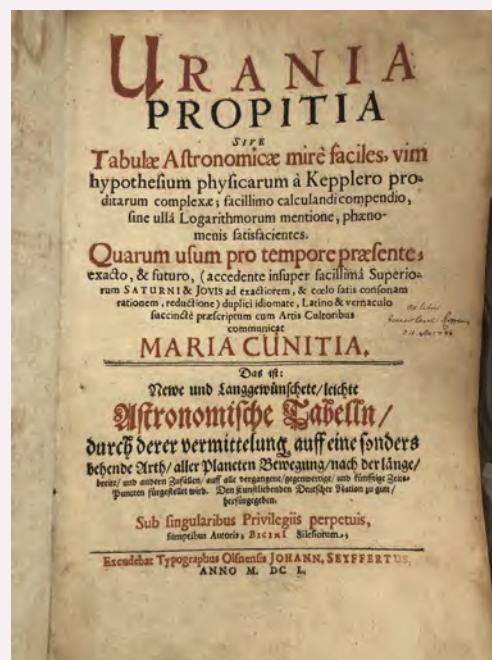 URANIA
PROPITIA
SIVE
Tabulæ Astronomicæ mirè faciles, vim
hypothesium physicarum à Kepplero pro-
ditarum complexæ; facillimo calculandi compendio,
sine ullâ Logarithmorum mentione, phæno-
menis satisfacientes.
Quarum usum pro tempore præsente,
exacto, & futuro, (accedente insuper facillimâ Superio-
rum SATURNI & JOVIS ad exactiorem, & cœlo satis consonam
rationem, reductione) duplici idiomate, Latino & vernaculo
succinctè præscriptum cum Artis Cultoribus
communicat
MARIA CUNITIA.
Das ist:
Newe und Langgewünschete/ leichte
Astronomische Tabelln/
durch derer vermittelung auff eine sonders
behende Arth/ aller Planeten Bewegung/ nach der länge/
breite/ und andern Zufällen/ auff alle vergangene/ gegenwertige/ und künfftige Zeits-
Puncten fürgestellet wird. Den Kunstliebenden Deutscher Nation zu gutt/
herfürgegeben.
Sub singularibus Privilegiis perpetuis,
sumptibus Autoris, BICINI Silesiorum,
Excudebat Typographus Olsnensis JOHANN. SEYFFERTUS,
ANNO M. DC L.